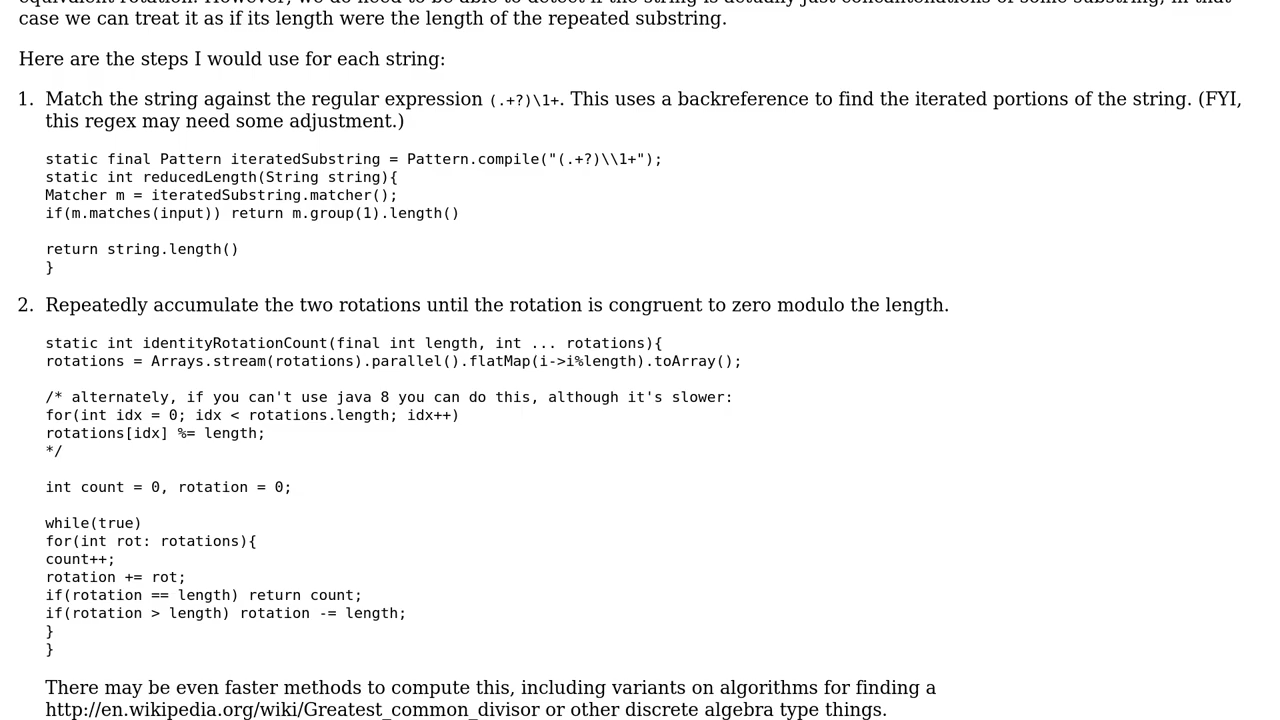 case we can treat it as if its length were the length of the repeated substring.
Here are the steps I would use for each string:
1. Match the string against the regular expression (.+?)\1+. This uses a backreference to find the iterated portions of the string. (FYI,
this regex may need some adjustment.)
static final Pattern iteratedSubstring = Pattern.compile("(.+?)\\1+");
static int reducedLength(String string){
Matcher m = iteratedSubstring.matcher();
if(m.matches(input)) return m.group(1).length()
return string.length()
}
2. Repeatedly accumulate the two rotations until the rotation is congruent to zero modulo the length.
static int identityRotationCount(final int length, int ... rotations){
rotations = Arrays.stream(rotations).parallel().flatMap(i->i%length).toArray();
/* alternately, if you can't use java 8 you can do this, although it's slower:
for(int idx = 0; idx < rotations.length; idx++)
rotations[idx] %= length;
*/
int count = 0, rotation = 0;
while(true)
for(int rot: rotations){
count++;
rotation += rot;
if(rotation == length) return count;
if(rotation > length) rotation -= length;
}
}
There may be even faster methods to compute this, including variants on algorithms for finding a
http://en.wikipedia.org/wiki/Greatest_common_divisor or other discrete algebra type things.